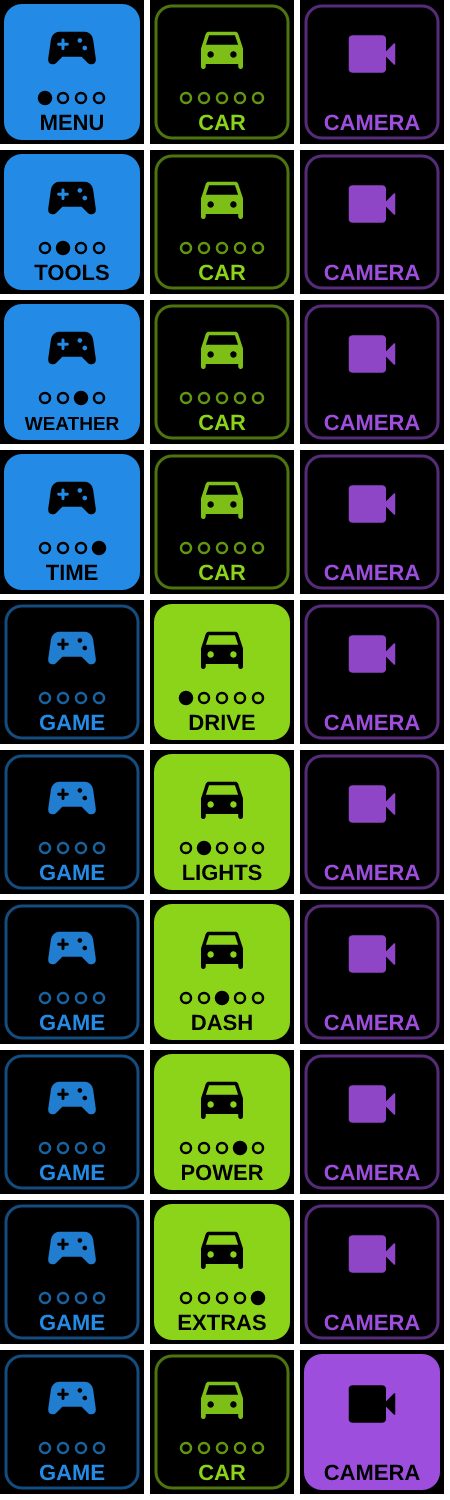 MENU CAR CAMERA
TOOLS CAR CAMERA
WEATHER CAR CAMERA
TIME CAR CAMERA
GAME DRIVE CAMERA
GAME LIGHTS CAMERA
GAME DASH CAMERA
GAME POWER CAMERA
GAME EXTRAS CAMERA
GAME CAR CAMERA